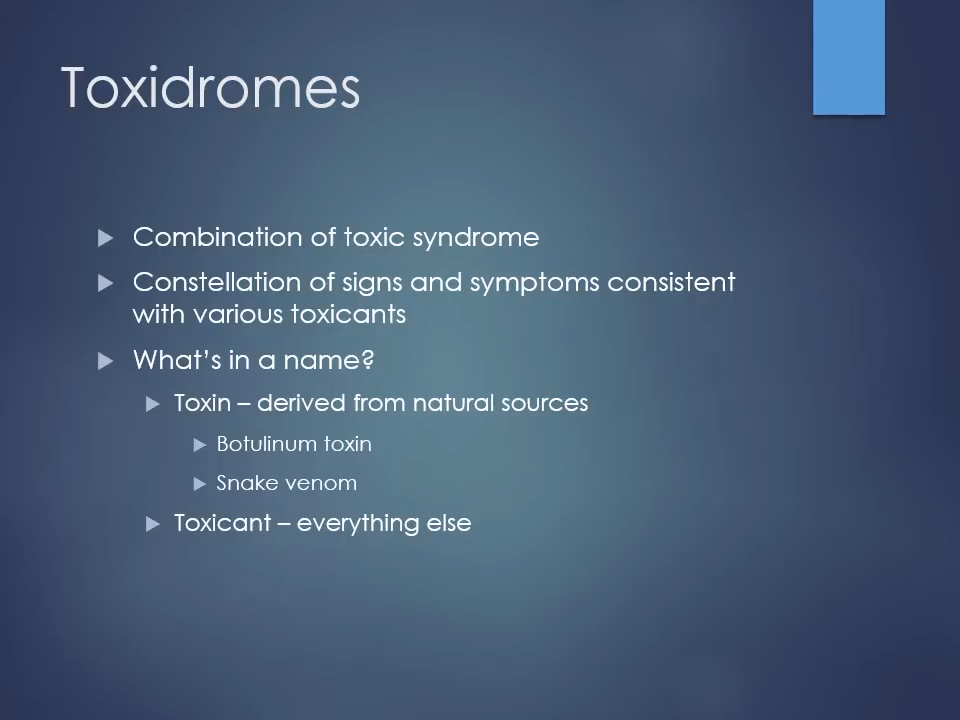 Toxidromes
Combination of toxic syndrome
Constellation of signs and symptoms consistent
with various toxicants
What's in a name?
Toxin – derived from natural sources
Botulinum toxin
Snake venom
Toxicant – everything else